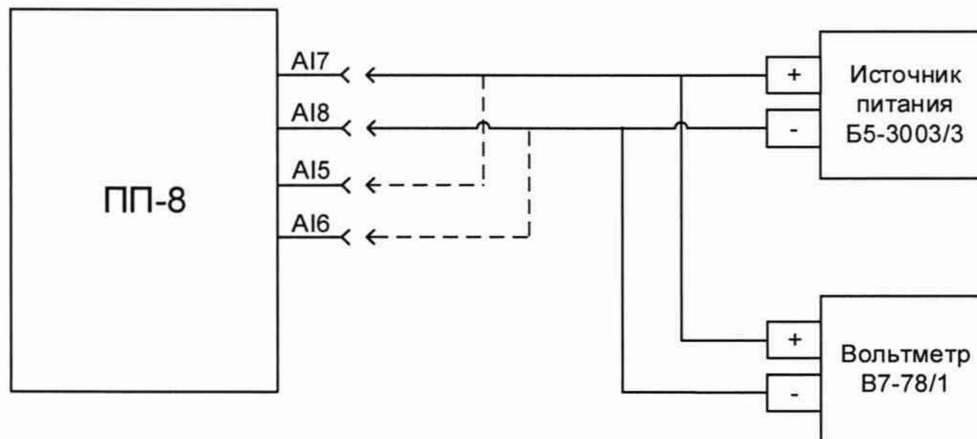 AI7
AI8
AI5
AI6
ПП-8
+
-
Источник
питания
Б5-3003/3
+
-
Вольтметр
В7-78/1